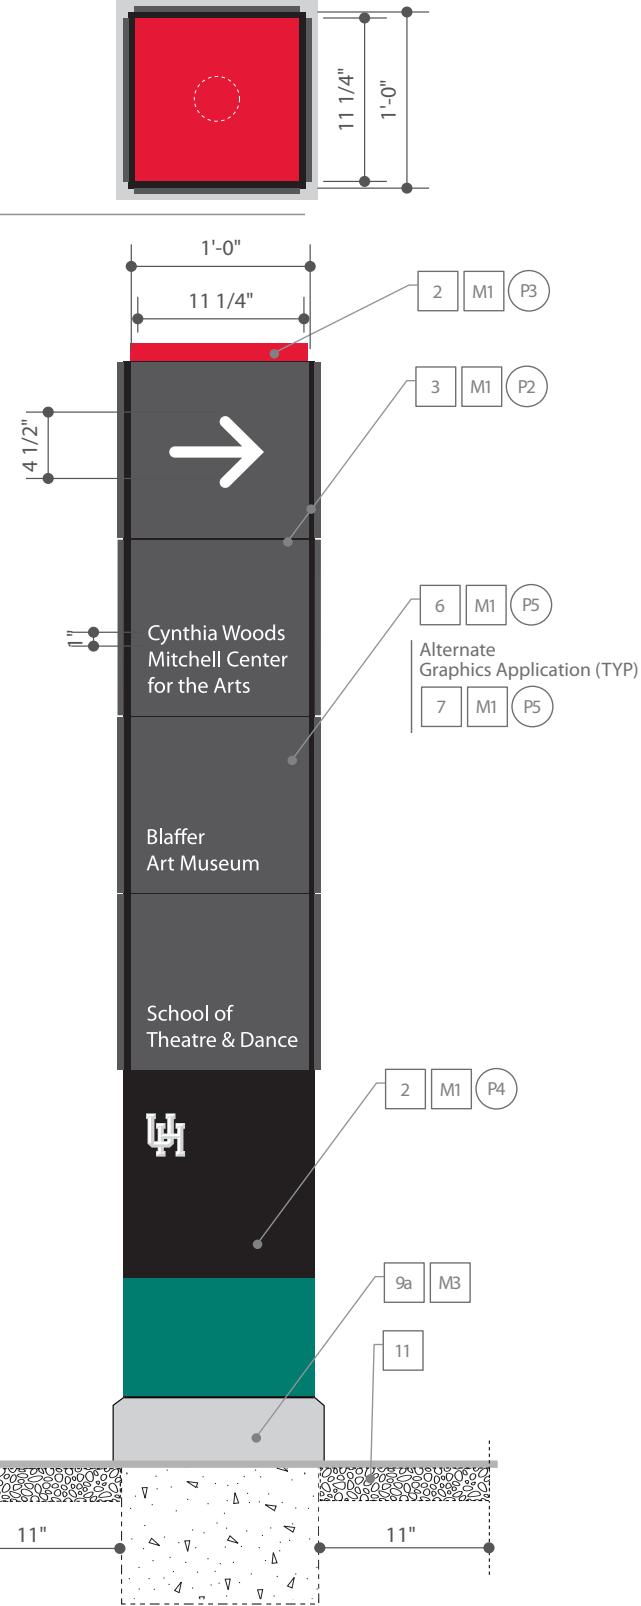 11 1/4"
1'-0"
1'-0"
11 1/4"
2 M1 P3
3 M1 P2
4 1/2"
6 M1 P5
Alternate
Graphics Application (TYP)
7 M1 P5
1"
Cynthia Woods
Mitchell Center
for the Arts
Blaffer
Art Museum
School of
Theatre & Dance
2 M1 P4
UH
9a M3
11
11"
11"